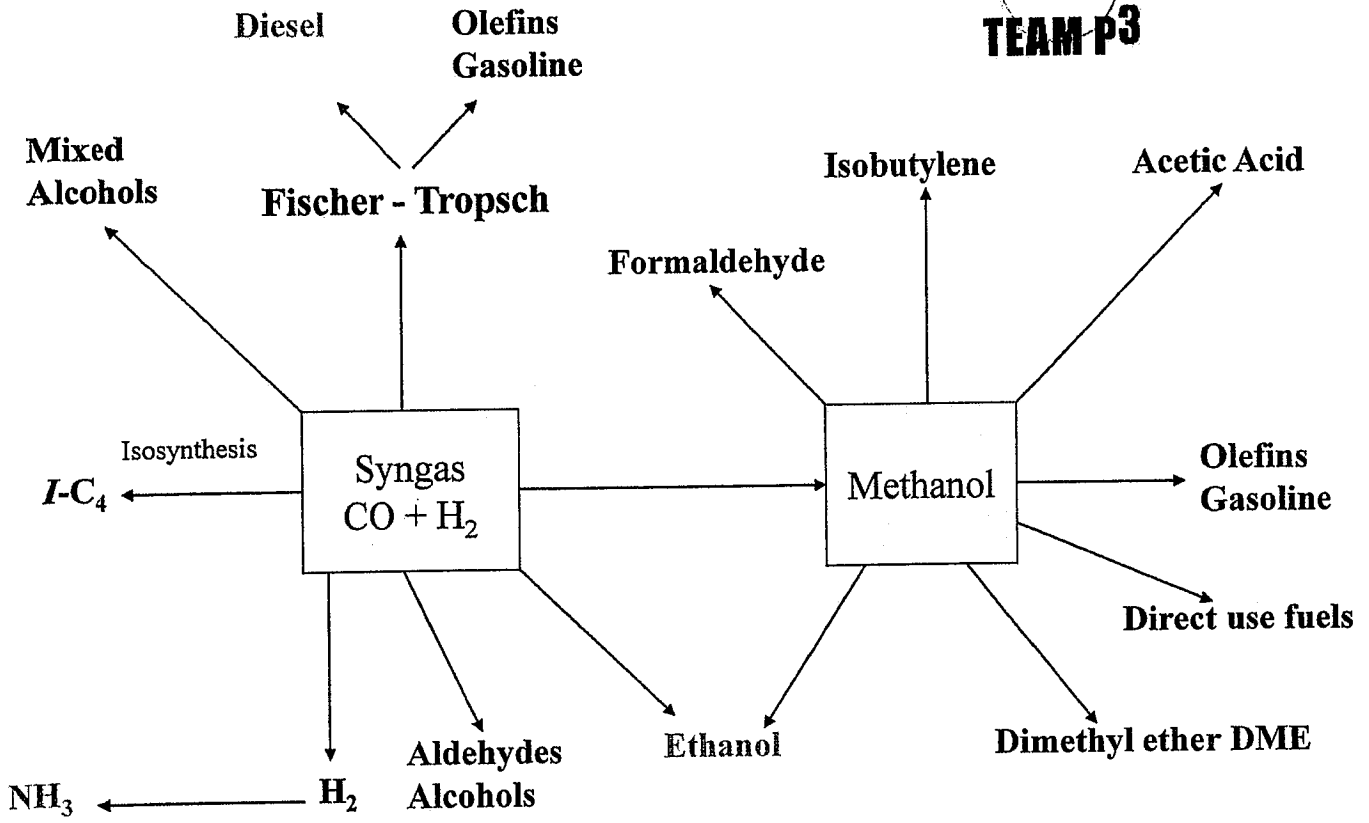 Diesel
Olefins
Gasoline
TEAM P3
Mixed
Alcohols
Fischer - Tropsch
Isobutylene
Acetic Acid
Formaldehyde
Isosynthesis
I-C₄
Syngas
CO + H₂
Methanol
Olefins
Gasoline
Direct use fuels
Ethanol
Dimethyl ether DME
Aldehydes
Alcohols
H₂
NH₃